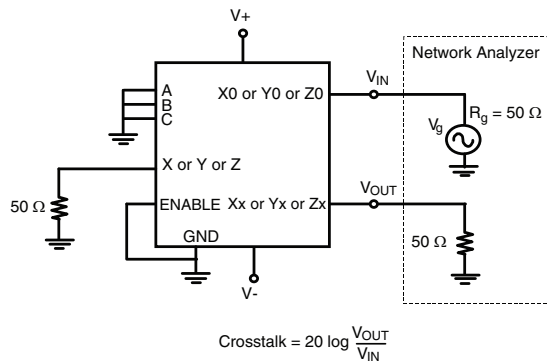 V+
Network Analyzer
A
B
C
X0 or Y0 or Z0
VIN
Vg
Rg = 50 Ω
X or Y or Z
50 Ω
ENABLE
Xx or Yx or Zx
VOUT
50 Ω
GND
V-
Crosstalk = 20 log VOUT
VIN